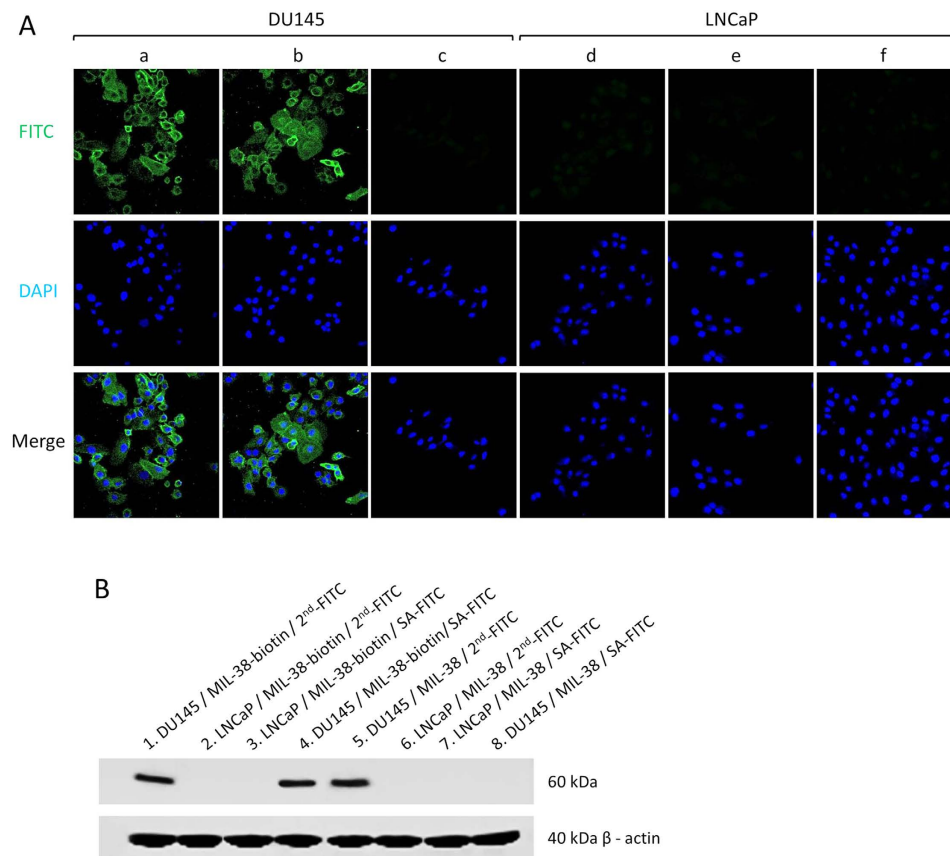 A
DU145 LNCaP
a b c d e f
FITC
DAPI
Merge
B
1. DU145 / MIL-38-biotin / 2nd-FITC
2. LNCaP / MIL-38-biotin / 2nd-FITC
3. LNCaP / MIL-38-biotin / SA-FITC
4. DU145 / MIL-38-biotin/ SA-FITC
5. DU145 / MIL-38 / 2nd-FITC
6. LNCaP / MIL-38 / 2nd-FITC
7. LNCaP / MIL-38 / SA-FITC
8. DU145 / MIL-38 / SA-FITC
60 kDa
40 kDa β - actin